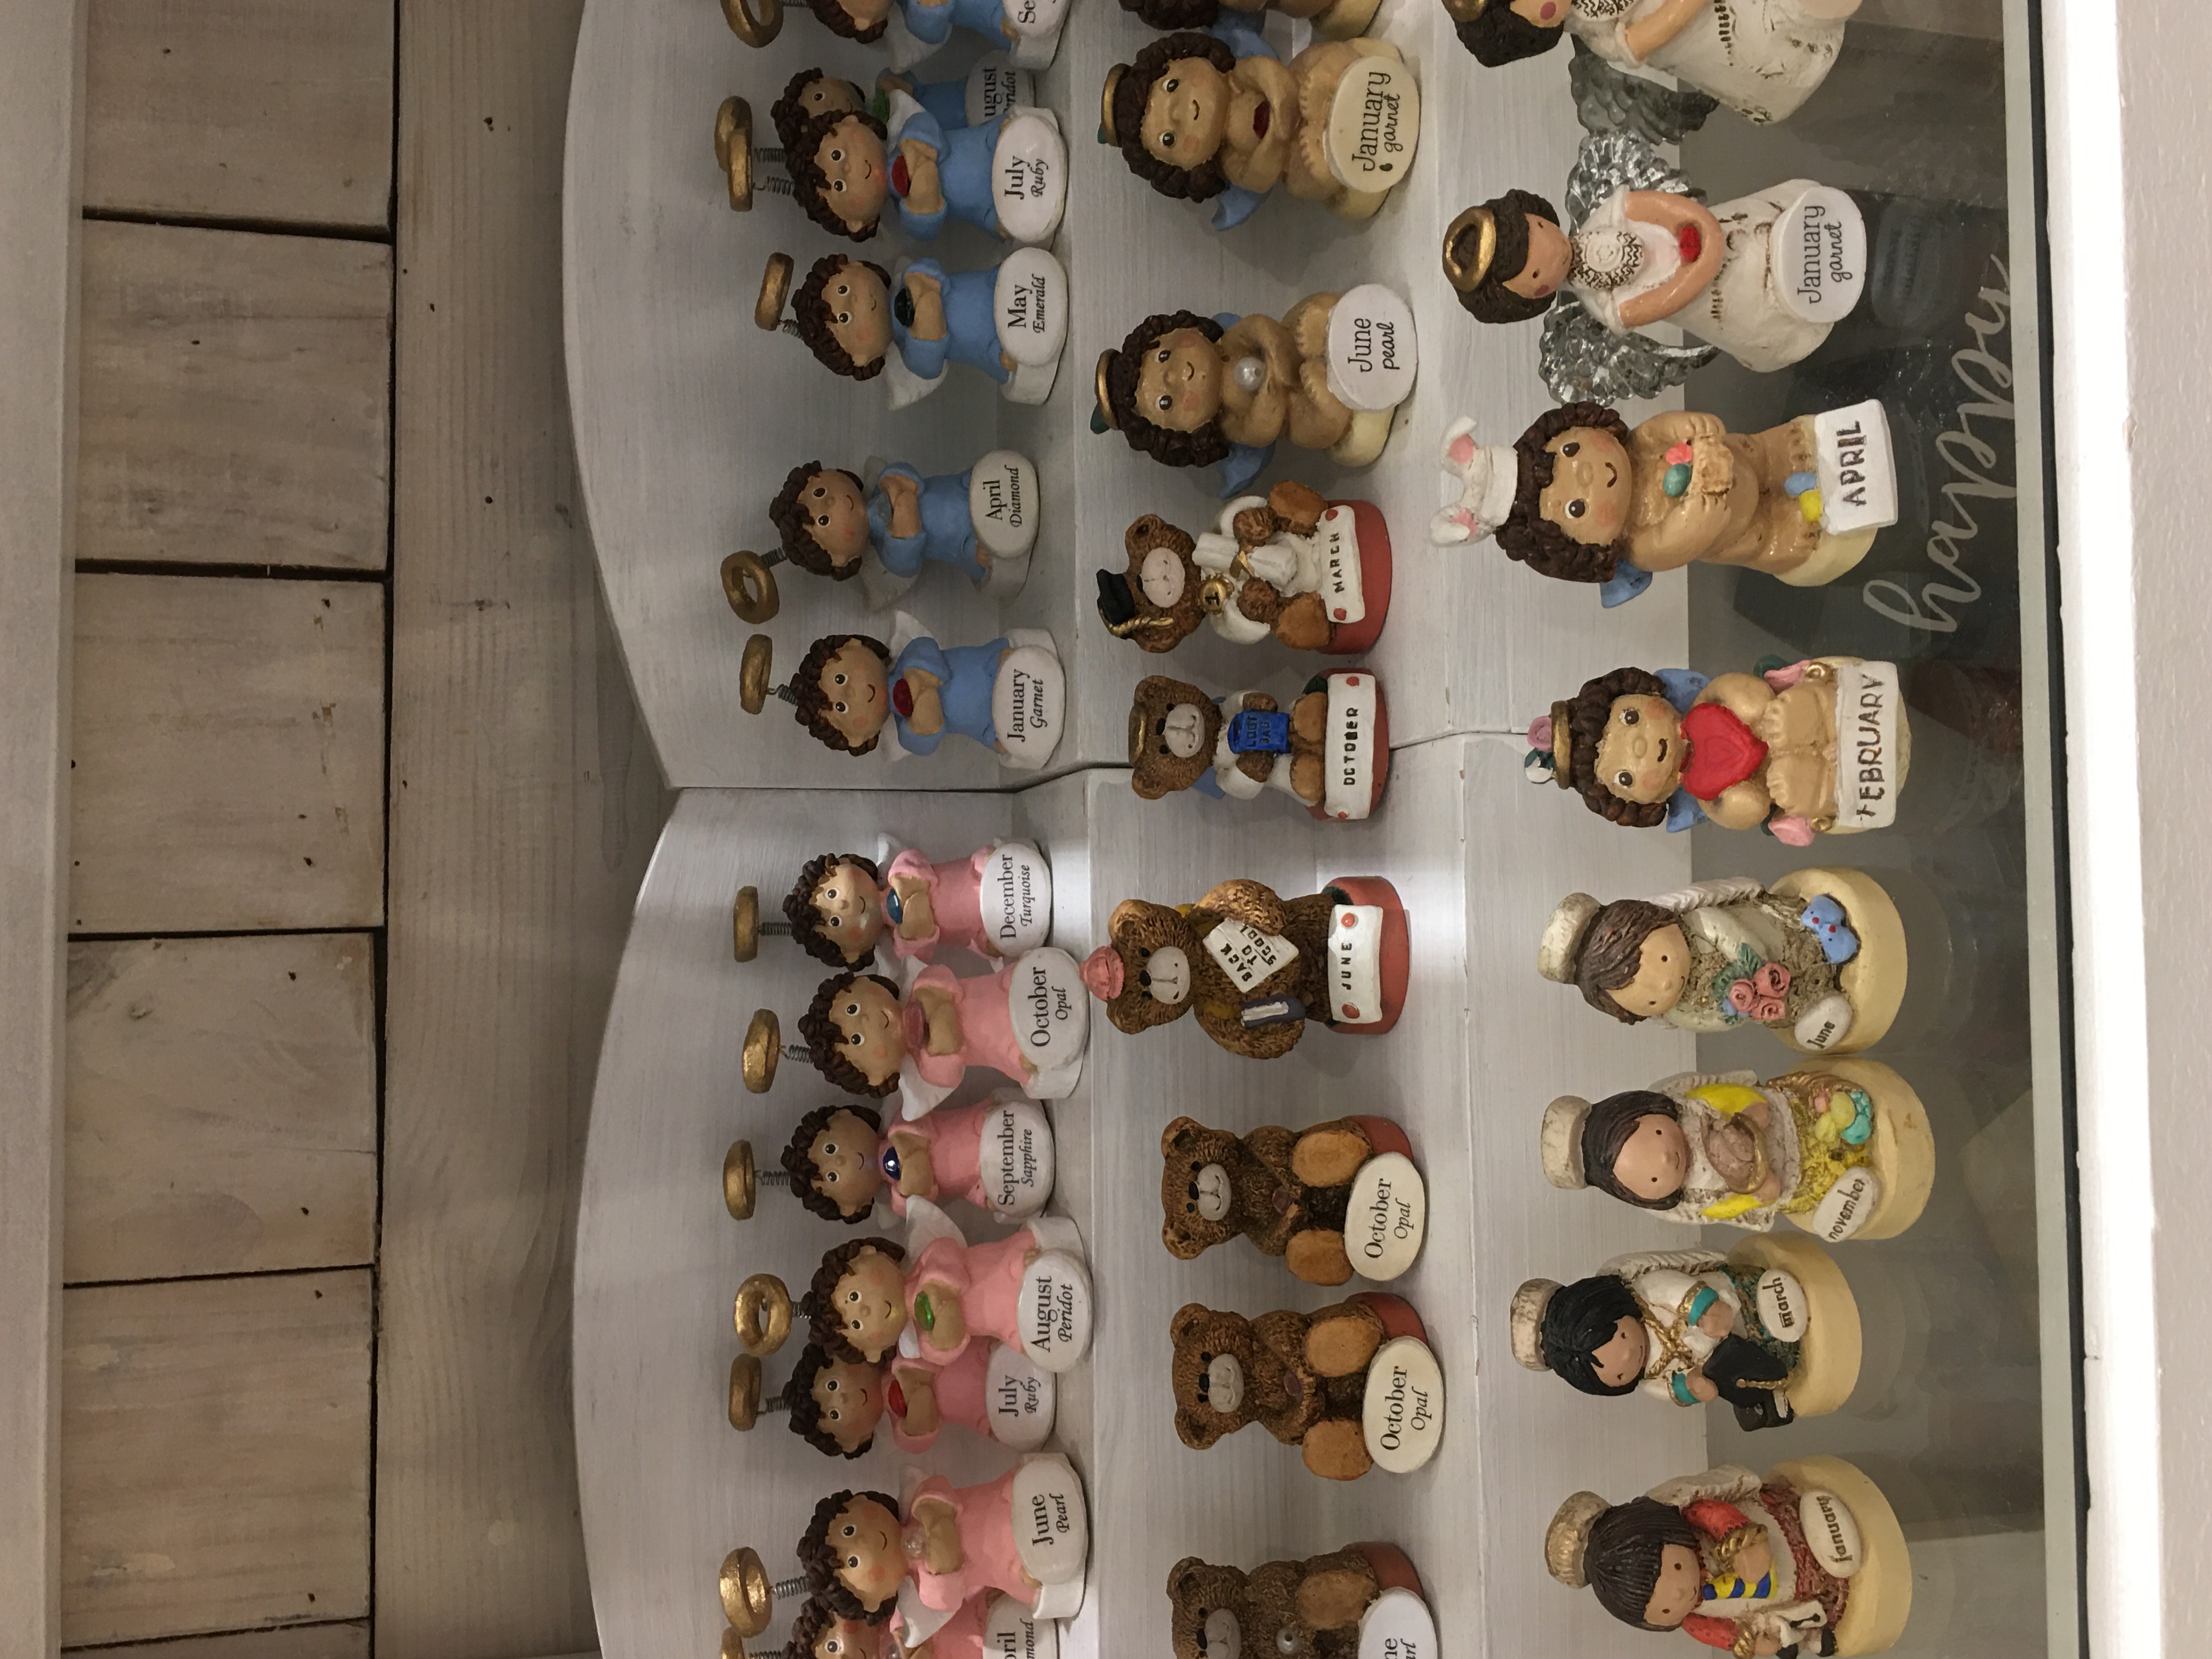 June
Pearl
July
Ruby
August
Peridot
September
Sapphire
October
Opal
December
Turquoise
January
Garnet
April
Diamond
May
Emerald
July
Ruby
October
Opal
October
Opal
BACK
TO
JUNE
OCTOBER
MARCH
1
June
pearl
January
garnet
january
march
november
june
FEBRUARY
APRIL
January
garnet
happy